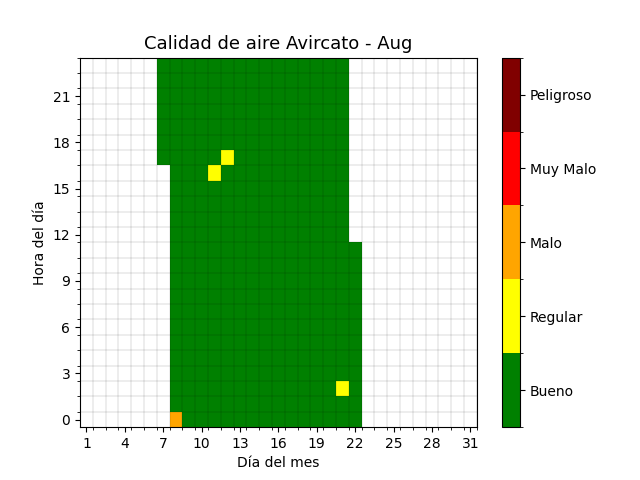 Calidad de aire Avircato - Aug
Hora del día
21
18
15
12
9
6
3
0
1 4 7 10 13 16 19 22 25 28 31
Día del mes
Peligroso
Muy Malo
Malo
Regular
Bueno